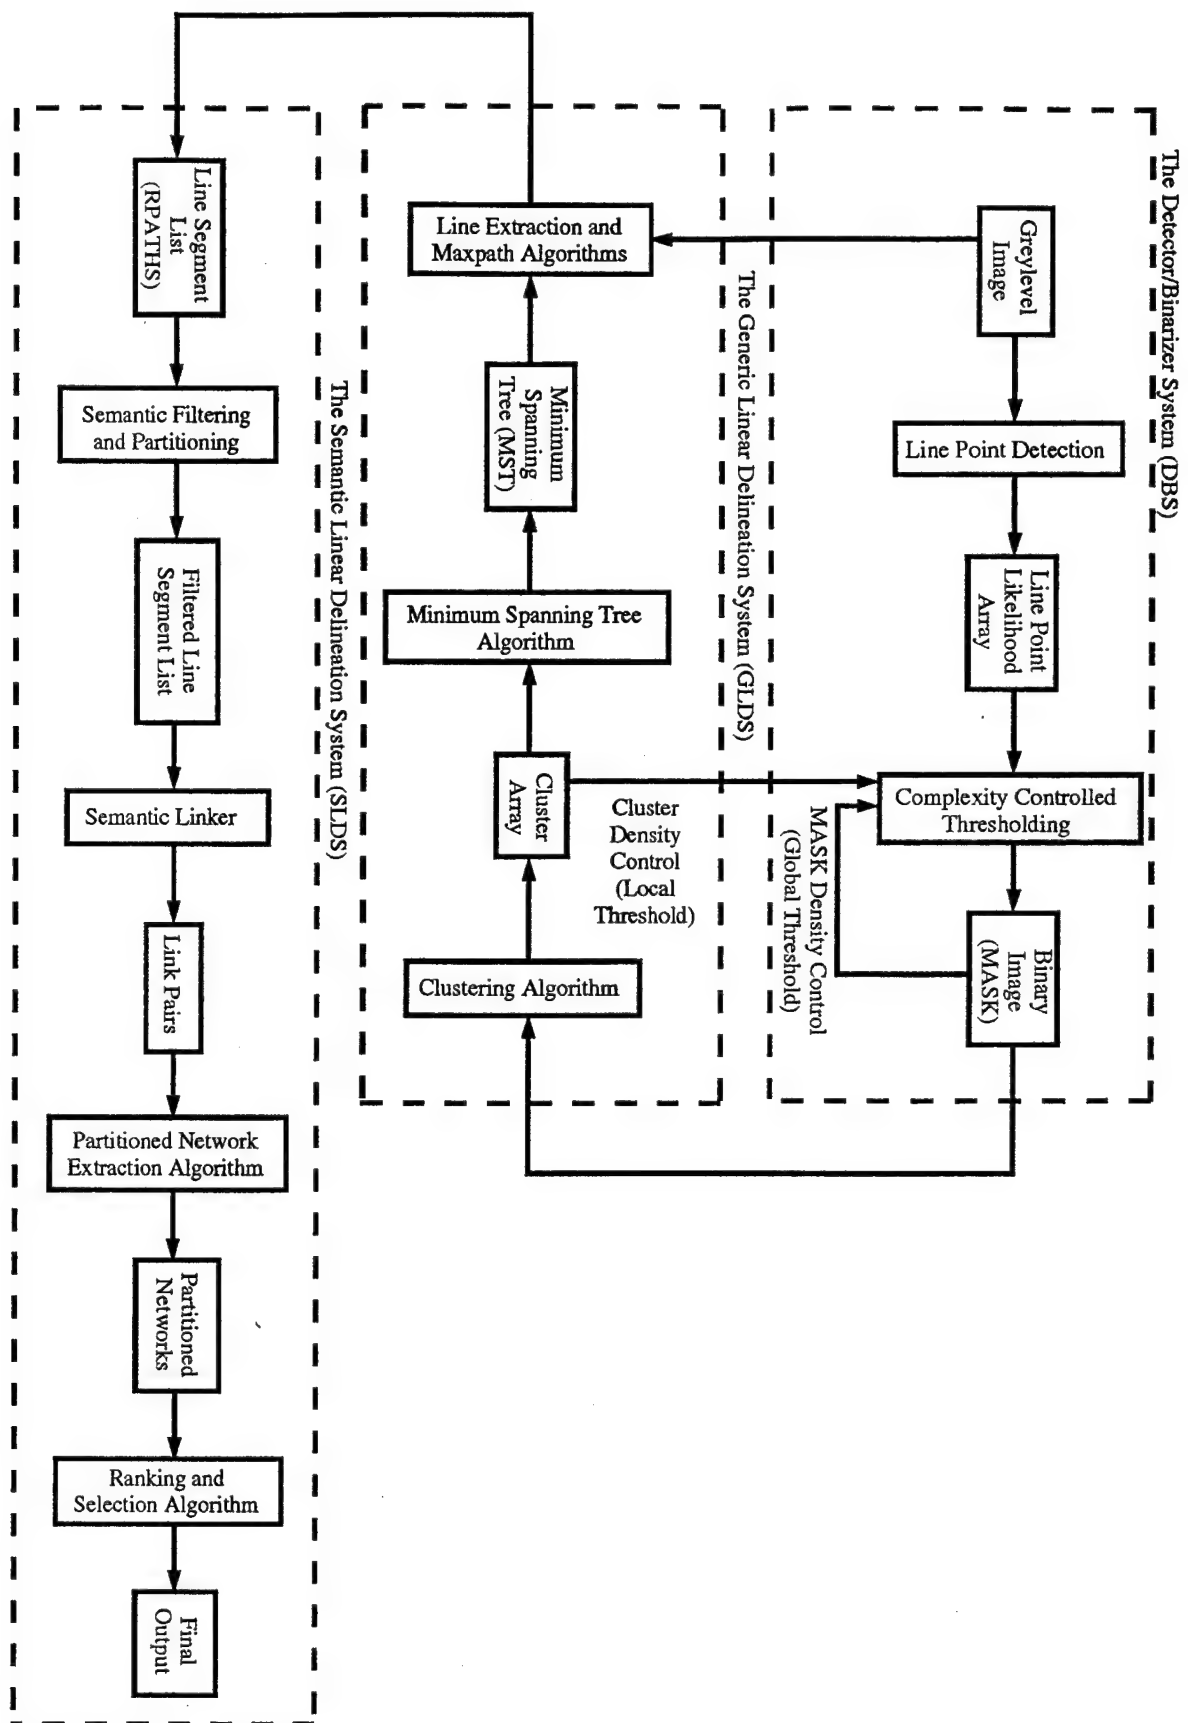 The Detector/Binarizer System (DBS)
Greylevel
Image
Line Point Detection
Line Point
Likelihood
Array
Complexity Controlled
Thresholding
MASK Density Control
(Global Threshold)
Binary
Image
(MASK)
The Generic Linear Delineation System (GLDS)
Line Extraction and
Maxpath Algorithms
Minimum
Spanning
Tree (MST)
Minimum Spanning Tree
Algorithm
Cluster
Array
Cluster
Density
Control
(Local
Threshold)
Clustering Algorithm
The Semantic Linear Delineation System (SLDS)
Line Segment
List
(RPATHS)
Semantic Filtering
and Partitioning
Filtered Line
Segment List
Semantic Linker
Link Pairs
Partitioned Network
Extraction Algorithm
Partitioned
Networks
Ranking and
Selection Algorithm
Final
Output